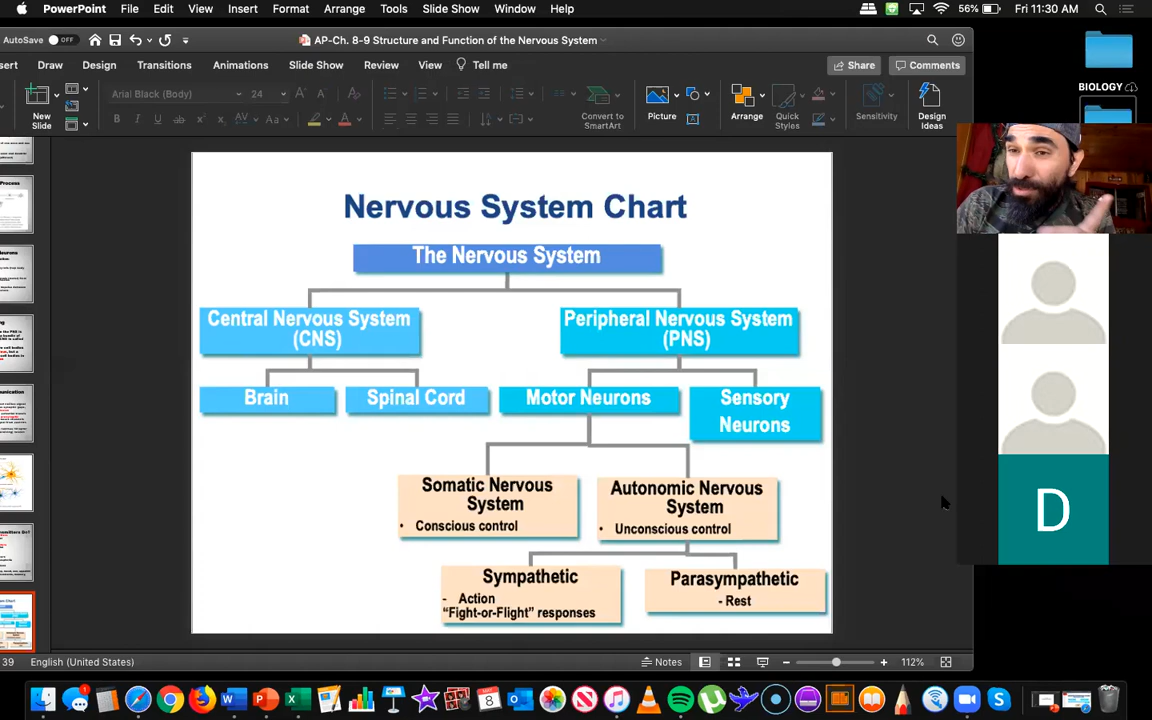 PowerPoint File Edit View Insert Format Arrange Tools Slide Show Window Help 56% Fri 11:30 AM
AutoSave OFF AP-Ch. 8-9 Structure and Function of the Nervous System
sert Draw Design Transitions Animations Slide Show Review View Tell me Share Comments
Arial Black (Body) 24
New
Slide
B I U
Convert to
SmartArt
Picture
Arrange
Quick
Styles
Sensitivity
Design
Ideas
BIOLOGY
Nervous System Chart
The Nervous System
Central Nervous System
(CNS)
Peripheral Nervous System
(PNS)
Brain
Spinal Cord
Motor Neurons
Sensory
Neurons
Somatic Nervous
System
• Conscious control
Autonomic Nervous
System
• Unconscious control
Sympathetic
- Action
"Fight-or-Flight" responses
Parasympathetic
- Rest
D
39 English (United States) Notes 112%